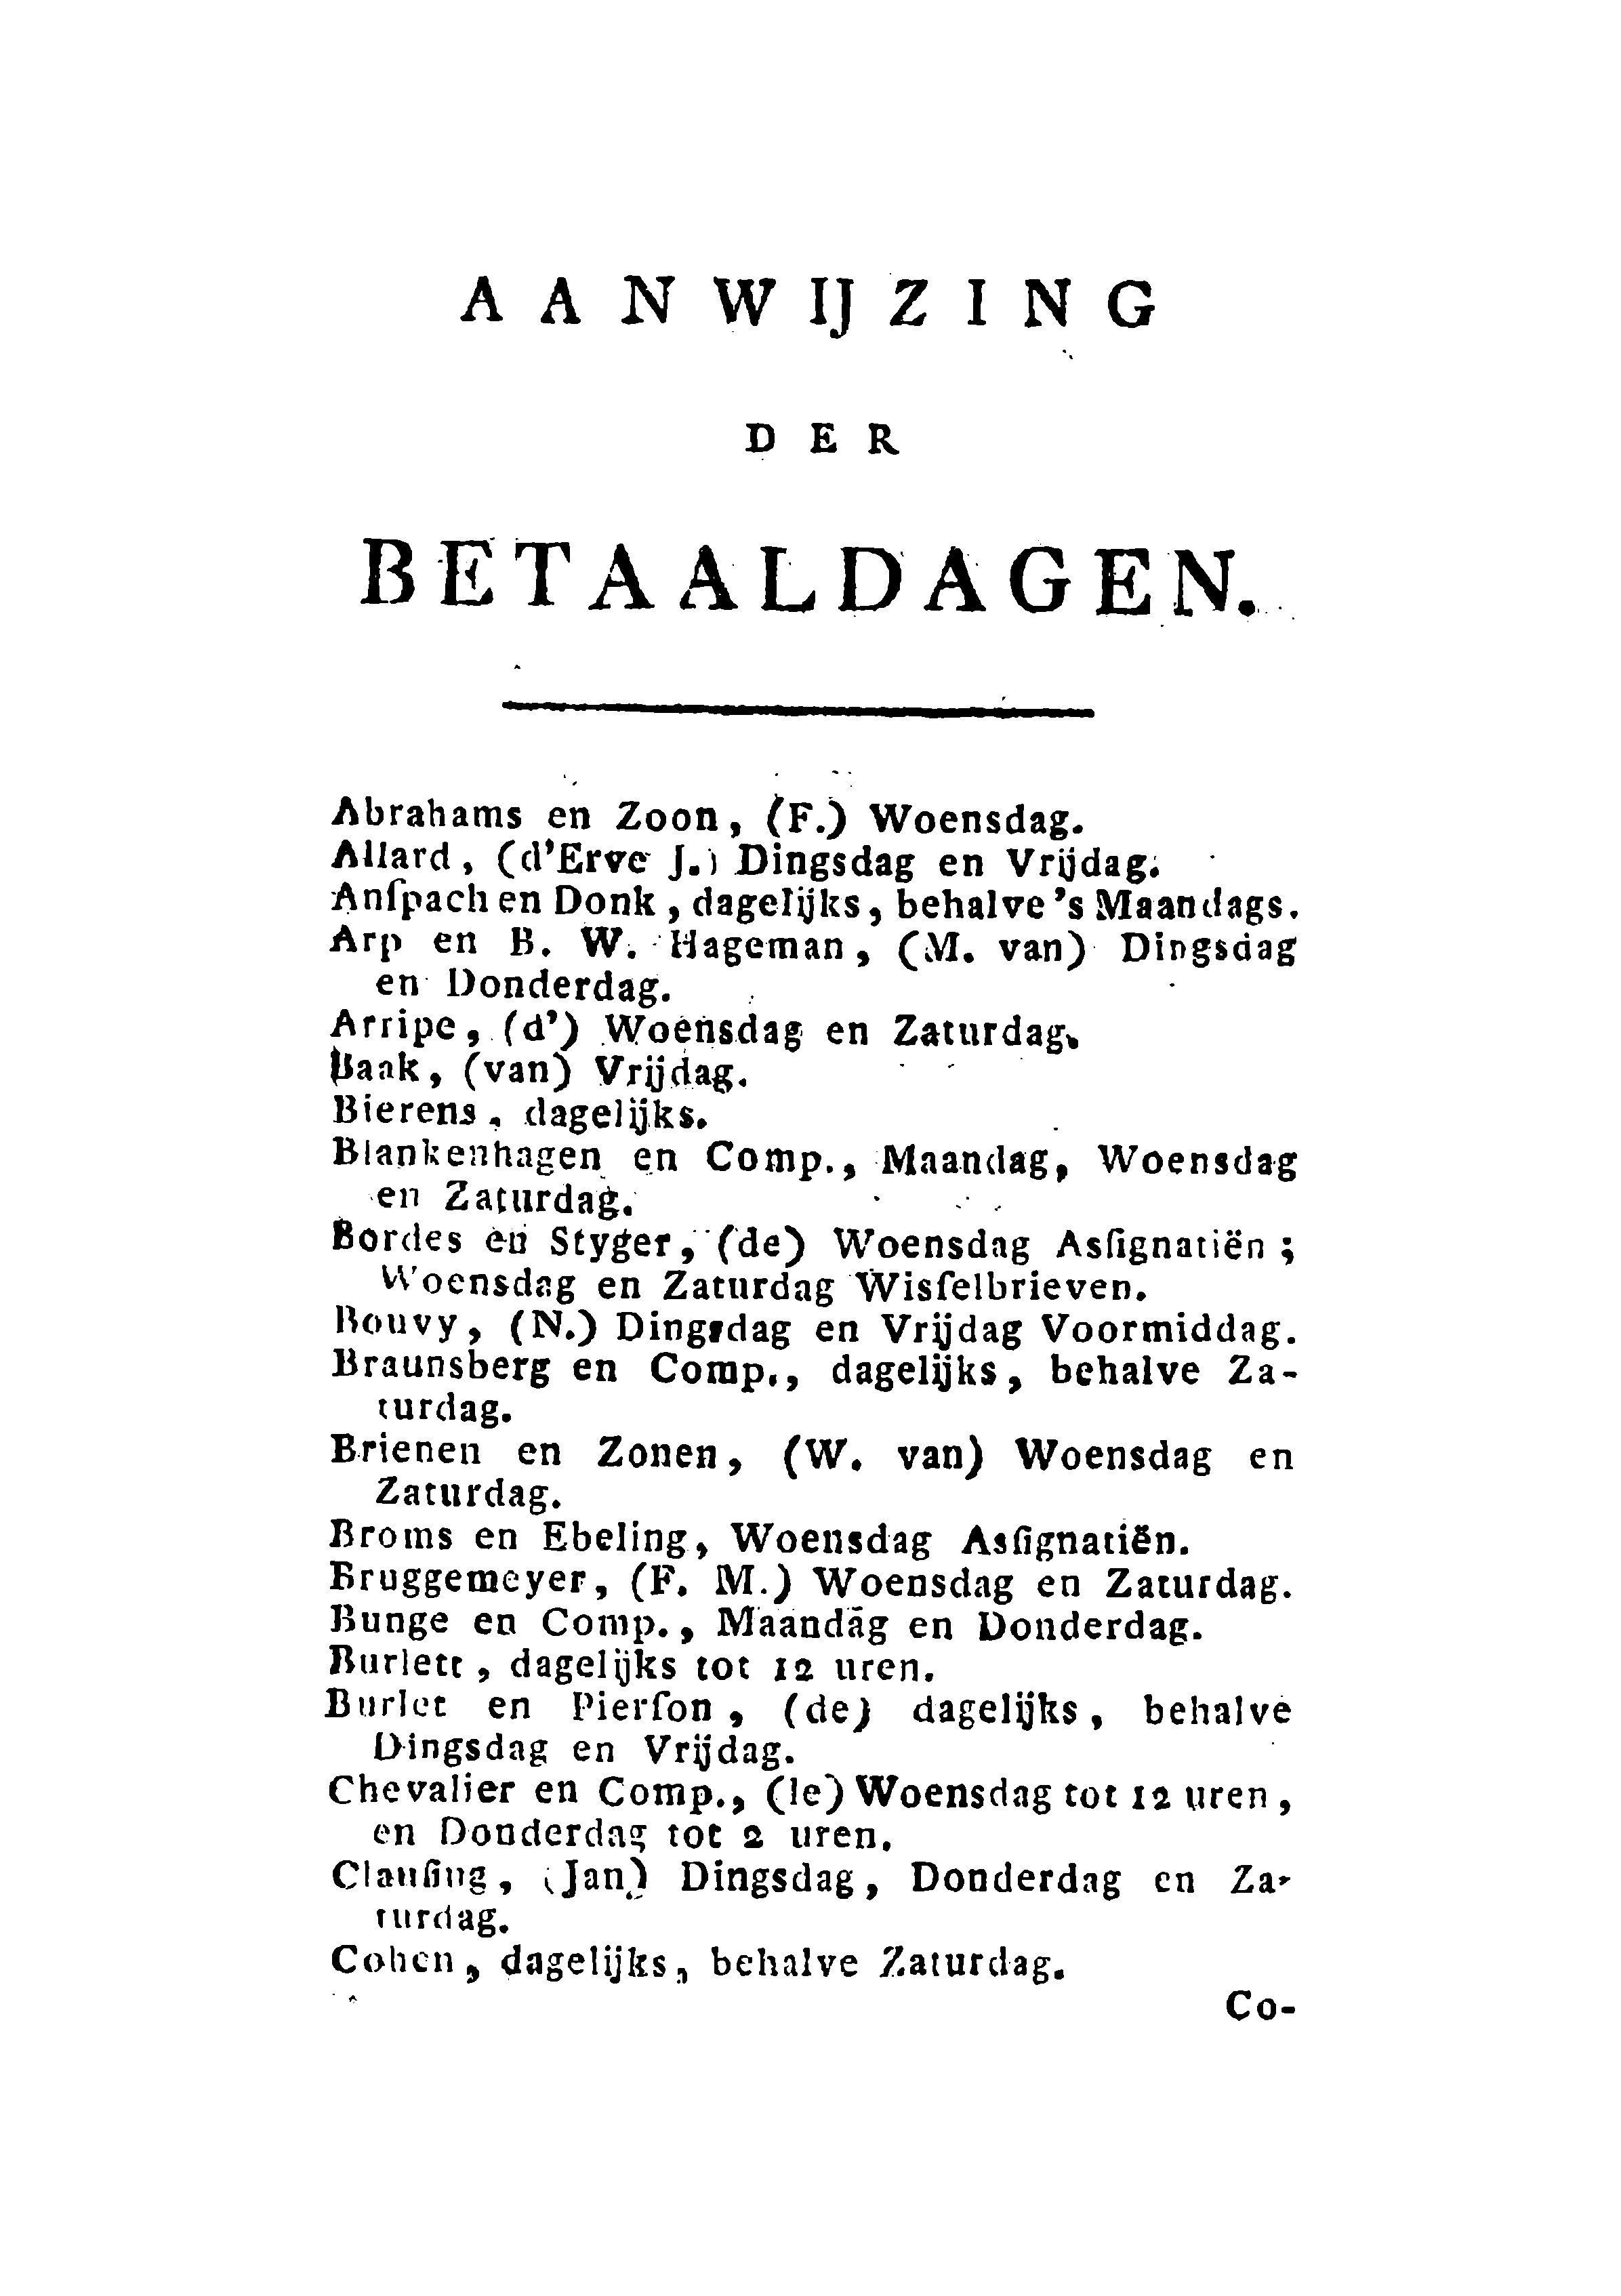 AANWIJZING
DER
BETAALDAGEN.
Abrahams en Zoon, (F.) Woensdag.
Allard, (d'Erve J.) Dingsdag en Vrijdag.
Anſpach en Donk, dagelijks, behalve 's Maandags.
Arp en B. W. Hageman, (M. van) Dingsdag
en Donderdag.
Arripe, (d') Woensdag en Zaturdag.
Baak, (van) Vrijdag.
Bierens, dagelijks.
Blankenhagen en Comp., Maandag, Woensdag
en Zaturdag.
Bordes en Styger, (de) Woensdag Asſignatiën;
Woensdag en Zaturdag Wisſelbrieven.
Bouvy, (N.) Dingsdag en Vrijdag Voormiddag.
Braunsberg en Comp., dagelijks, behalve Za-
turdag.
Brienen en Zonen, (W. van) Woensdag en
Zaturdag.
Broms en Ebeling, Woensdag Asſignatiën.
Bruggemeyer, (F. M.) Woensdag en Zaturdag.
Bunge en Comp., Maandag en Donderdag.
Burlett, dagelijks tot 12 uren.
Burlet en Pierſon, (de) dagelijks, behalve
Dingsdag en Vrijdag.
Chevalier en Comp., (le) Woensdag tot 12 uren,
en Donderdag tot 2 uren.
Clauſing, (Jan) Dingsdag, Donderdag en Za-
turdag.
Cohen, dagelijks, behalve Zaturdag.
Co-